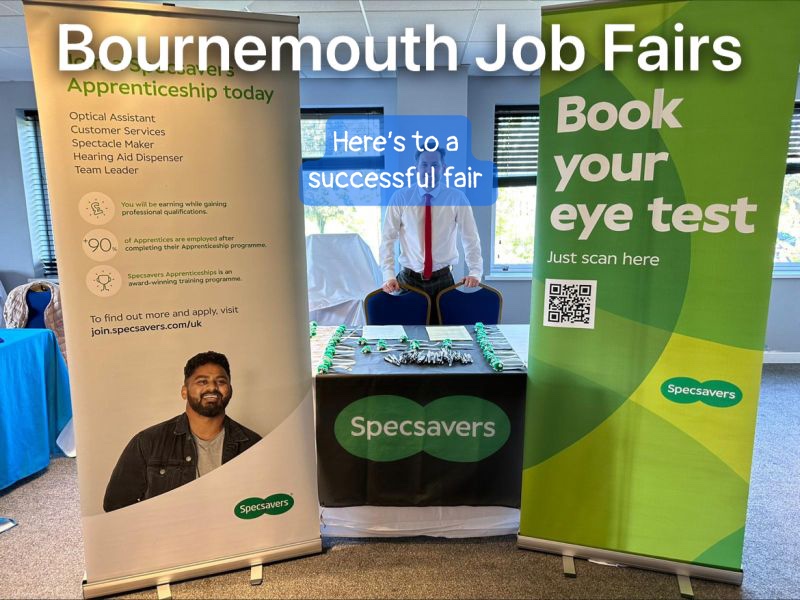 Bournemouth Job Fairs
Specsavers
Apprenticeship today
Optical Assistant
Customer Services
Spectacle Maker
Hearing Aid Dispenser
Team Leader
You will be earning while gaining
professional qualifications.
+90%
of Apprentices are employed after
completing their Apprenticeship programme.
Specsavers Apprenticeships is an
award-winning training programme.
To find out more and apply, visit
join.specsavers.com/uk
Specsavers
Here's to a
successful fair
Specsavers
Book
your
eye test
Just scan here
Specsavers